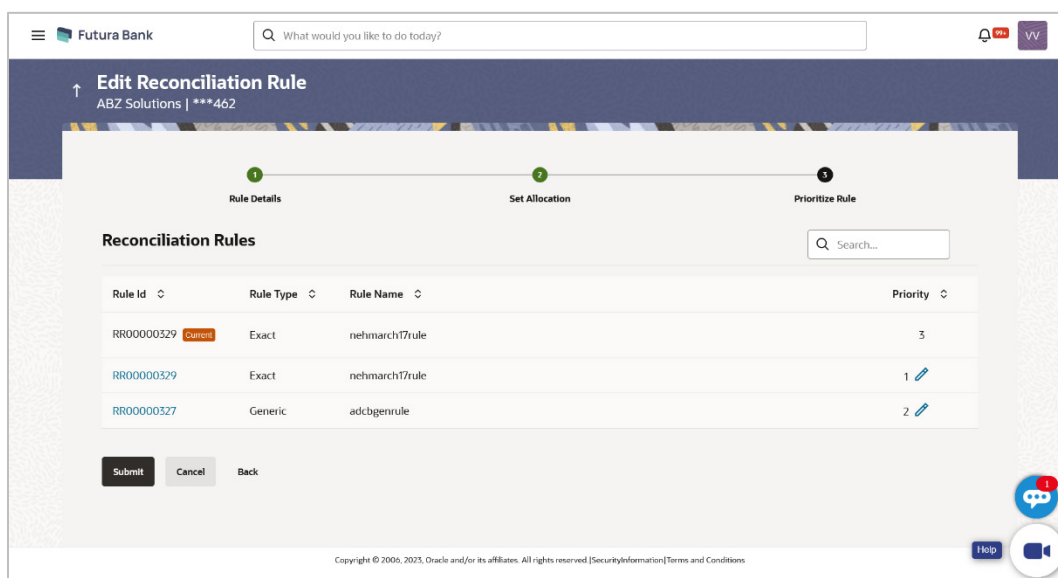 Futura Bank
What would you like to do today?
99+
VV
Edit Reconciliation Rule
ABZ Solutions | ***462
1 2 3
Rule Details Set Allocation Prioritize Rule
Reconciliation Rules
Search...
Rule Id Rule Type Rule Name Priority
RR00000329 Current Exact nehmarch17rule 3
RR00000329 Exact nehmarch17rule 1
RR00000327 Generic adcbgenrule 2
Submit Cancel Back
1
Help
Copyright © 2006, 2023, Oracle and/or its affiliates. All rights reserved.|SecurityInformation|Terms and Conditions